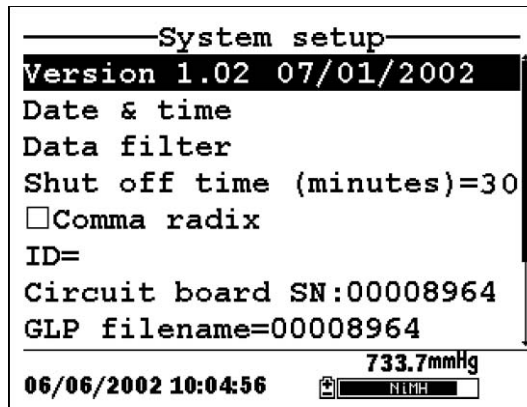 System setup
Version 1.02 07/01/2002
Date & time
Data filter
Shut off time (minutes)=30
Comma radix
ID=
Circuit board SN:00008964
GLP filename=00008964
733.7mmHg
06/06/2002 10:04:56 NiMH